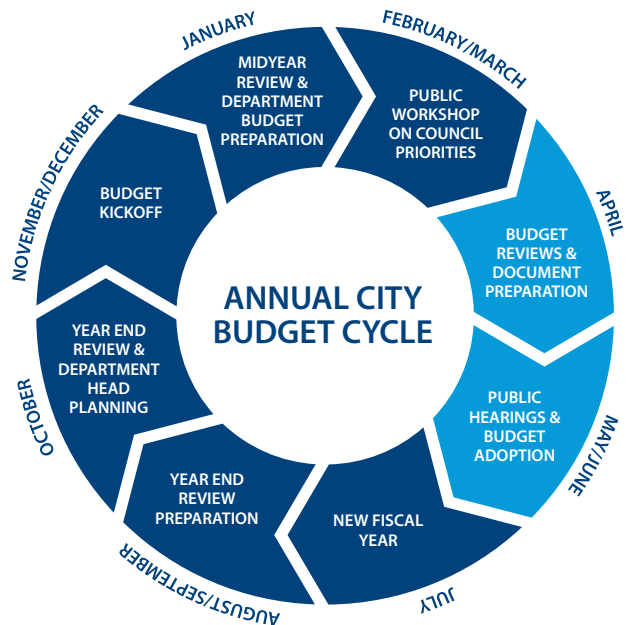 ANNUAL CITY
BUDGET CYCLE
JANUARY
MIDYEAR
REVIEW &
DEPARTMENT
BUDGET
PREPARATION
FEBRUARY/MARCH
PUBLIC
WORKSHOP
ON COUNCIL
PRIORITIES
APRIL
BUDGET
REVIEWS &
DOCUMENT
PREPARATION
MAY/JUNE
PUBLIC
HEARINGS &
BUDGET
ADOPTION
JULY
NEW FISCAL
YEAR
AUGUST/SEPTEMBER
YEAR END
REVIEW
PREPARATION
OCTOBER
YEAR END
REVIEW &
DEPARTMENT
HEAD
PLANNING
NOVEMBER/DECEMBER
BUDGET
KICKOFF